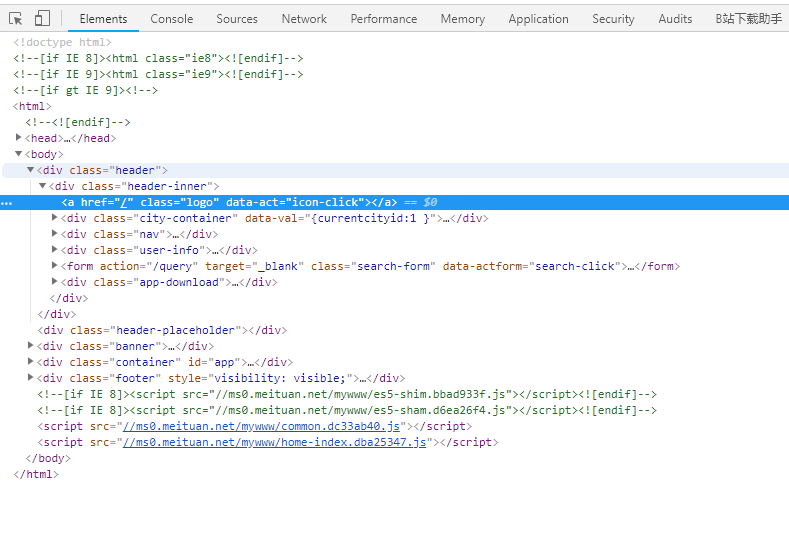 Elements Console Sources Network Performance Memory Application Security Audits B站下载助手
<!doctype html>
<!--[if IE 8]><html class="ie8"><![endif]-->
<!--[if IE 9]><html class="ie9"><![endif]-->
<!--[if gt IE 9]><!-->
<html>
<!--<![endif]-->
<head>…</head>
<body>
<div class="header">
<div class="header-inner">
<a href="/" class="logo" data-act="icon-click"></a> == $0
<div class="city-container" data-val="{currentcityid:1 }">…</div>
<div class="nav">…</div>
<div class="user-info">…</div>
<form action="/query" target="_blank" class="search-form" data-actform="search-click">…</form>
<div class="app-download">…</div>
</div>
</div>
<div class="header-placeholder"></div>
<div class="banner">…</div>
<div class="container" id="app">…</div>
<div class="footer" style="visibility: visible;">…</div>
<!--[if IE 8]><script src="//ms0.meituan.net/mywww/es5-shim.bbad933f.js"></script><![endif]-->
<!--[if IE 8]><script src="//ms0.meituan.net/mywww/es5-sham.d6ea26f4.js"></script><![endif]-->
<script src="//ms0.meituan.net/mywww/common.dc33ab40.js"></script>
<script src="//ms0.meituan.net/mywww/home-index.dba25347.js"></script>
</body>
</html>